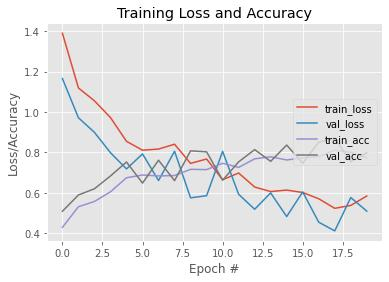 Training Loss and Accuracy
1.4
1.2
1.0
0.8
0.6
0.4
Loss/Accuracy
train_loss
val_loss
train_acc
val_acc
0.0 2.5 5.0 7.5 10.0 12.5 15.0 17.5
Epoch #